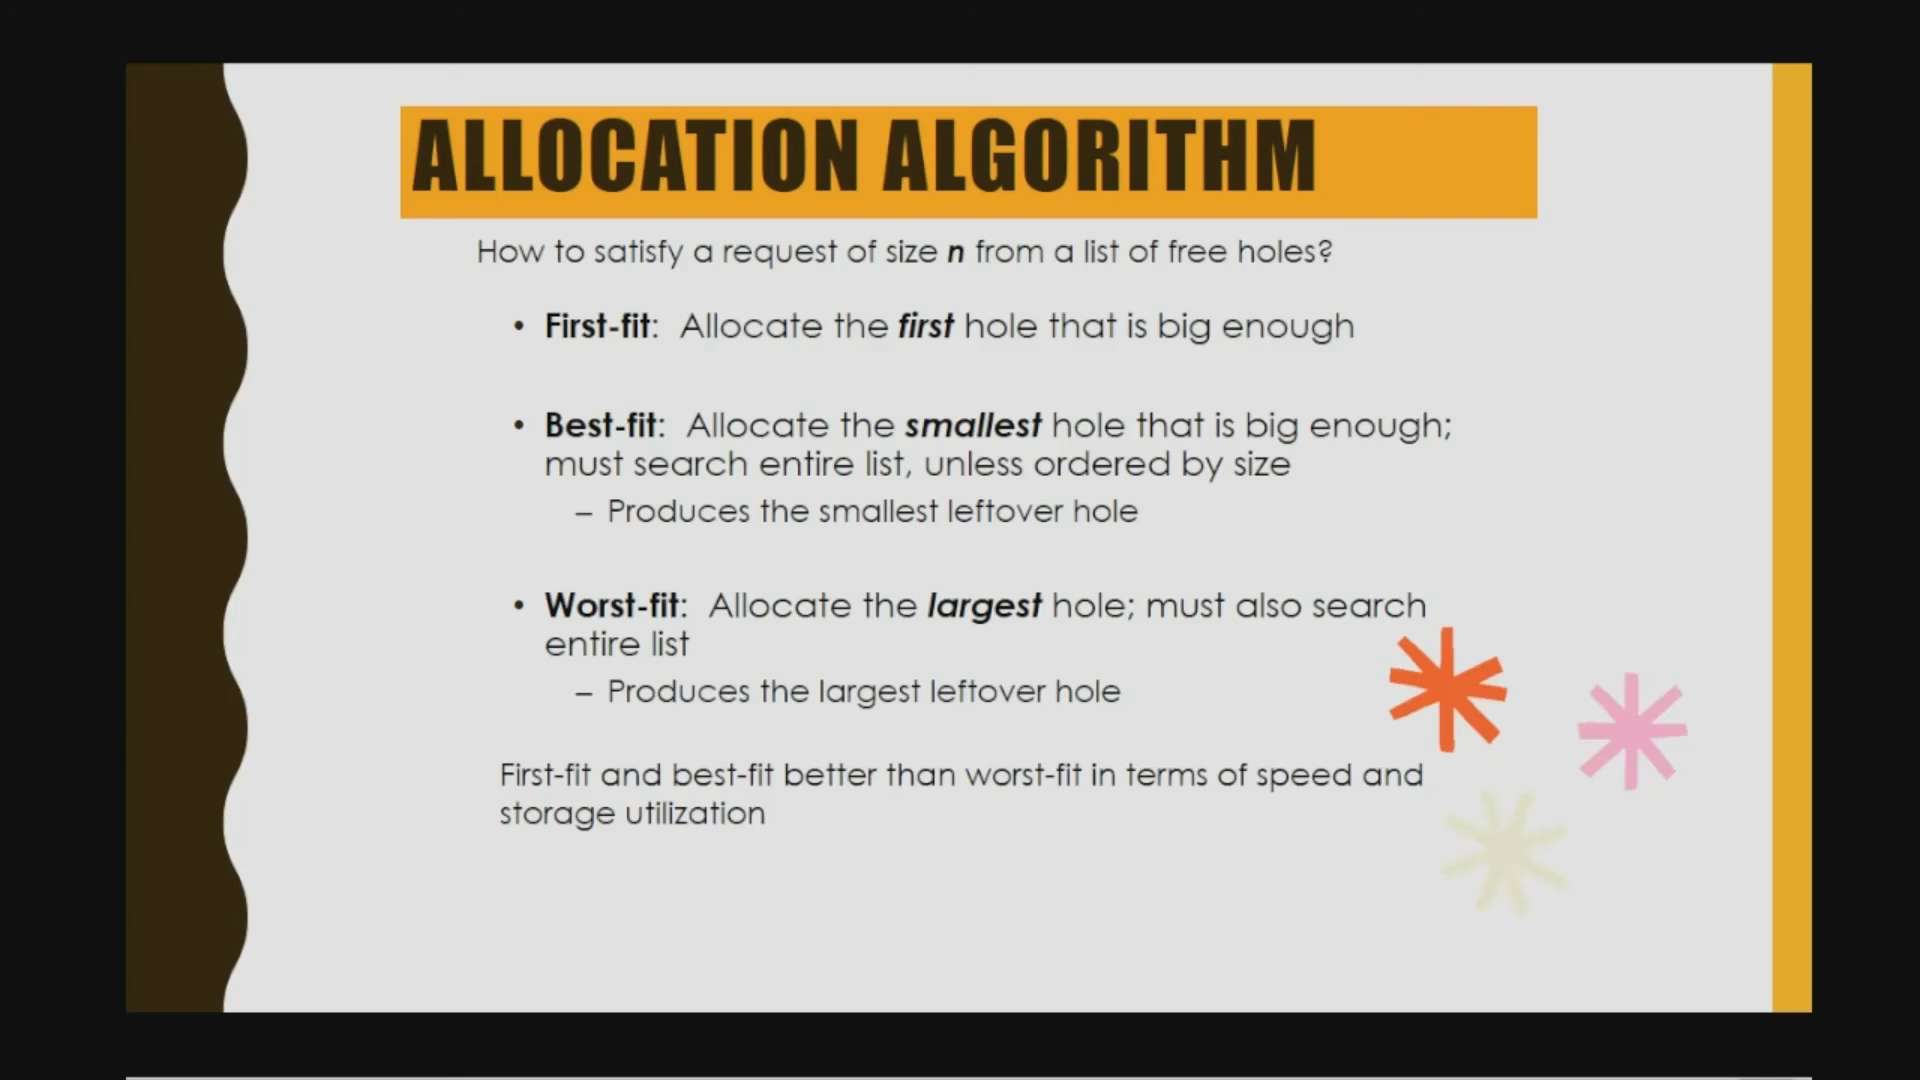 ALLOCATION ALGORITHM
How to satisfy a request of size n from a list of free holes?
• First-fit: Allocate the first hole that is big enough
• Best-fit: Allocate the smallest hole that is big enough;
must search entire list, unless ordered by size
– Produces the smallest leftover hole
• Worst-fit: Allocate the largest hole; must also search
entire list
– Produces the largest leftover hole
First-fit and best-fit better than worst-fit in terms of speed and
storage utilization